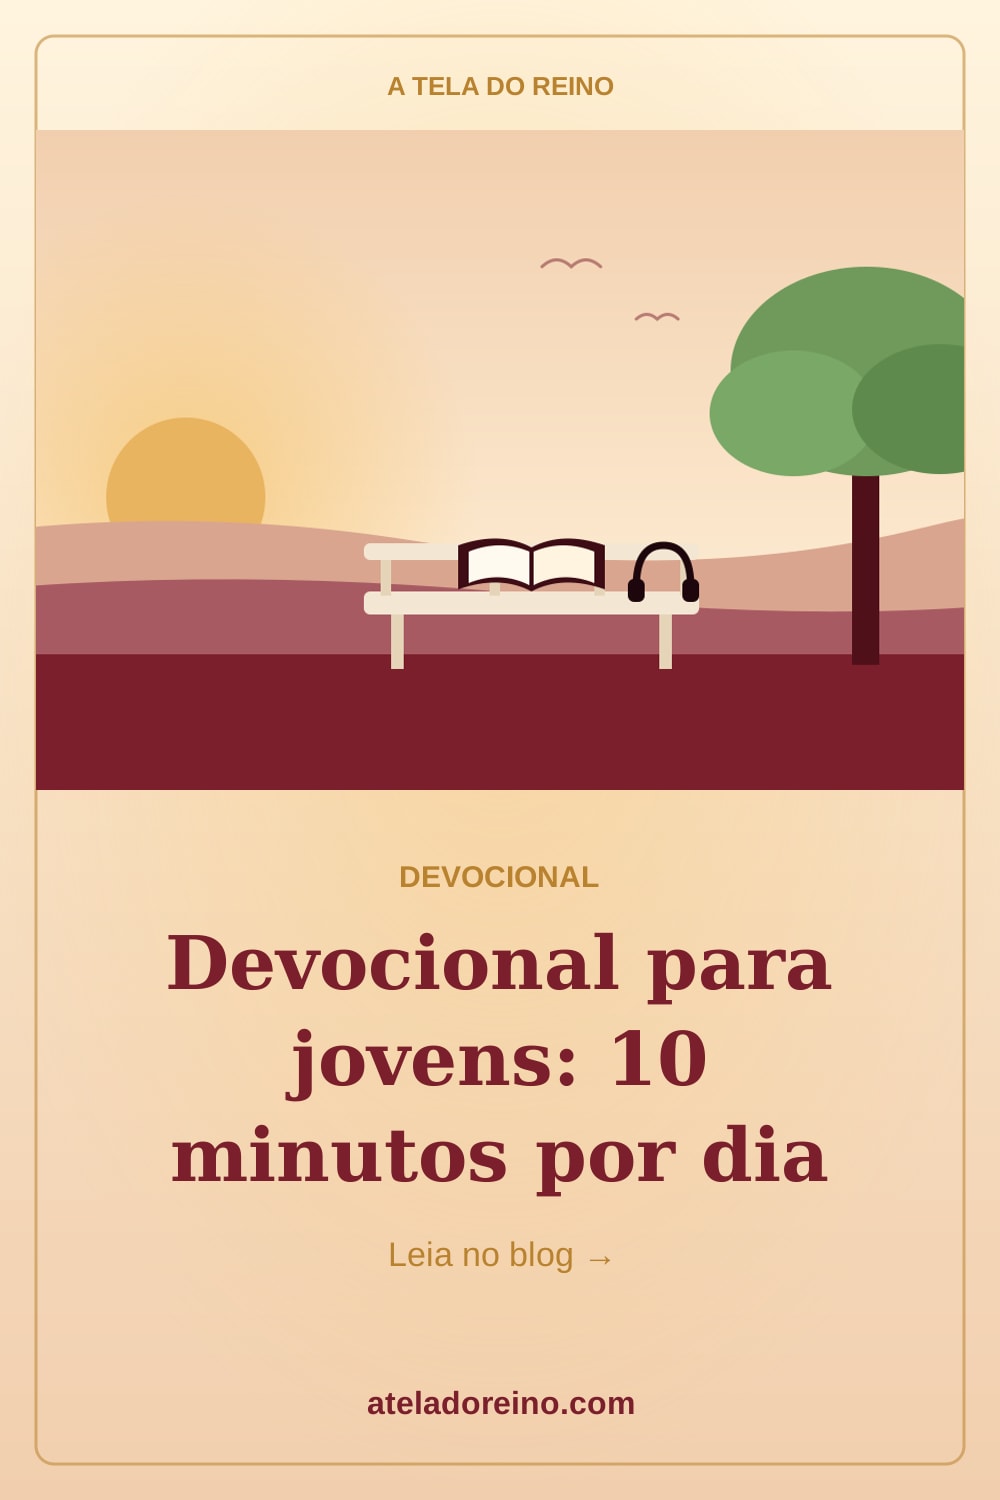 A TELA DO REINO
DEVOCIONAL
Devocional para
jovens: 10
minutos por dia
Leia no blog →
ateladoreino.com